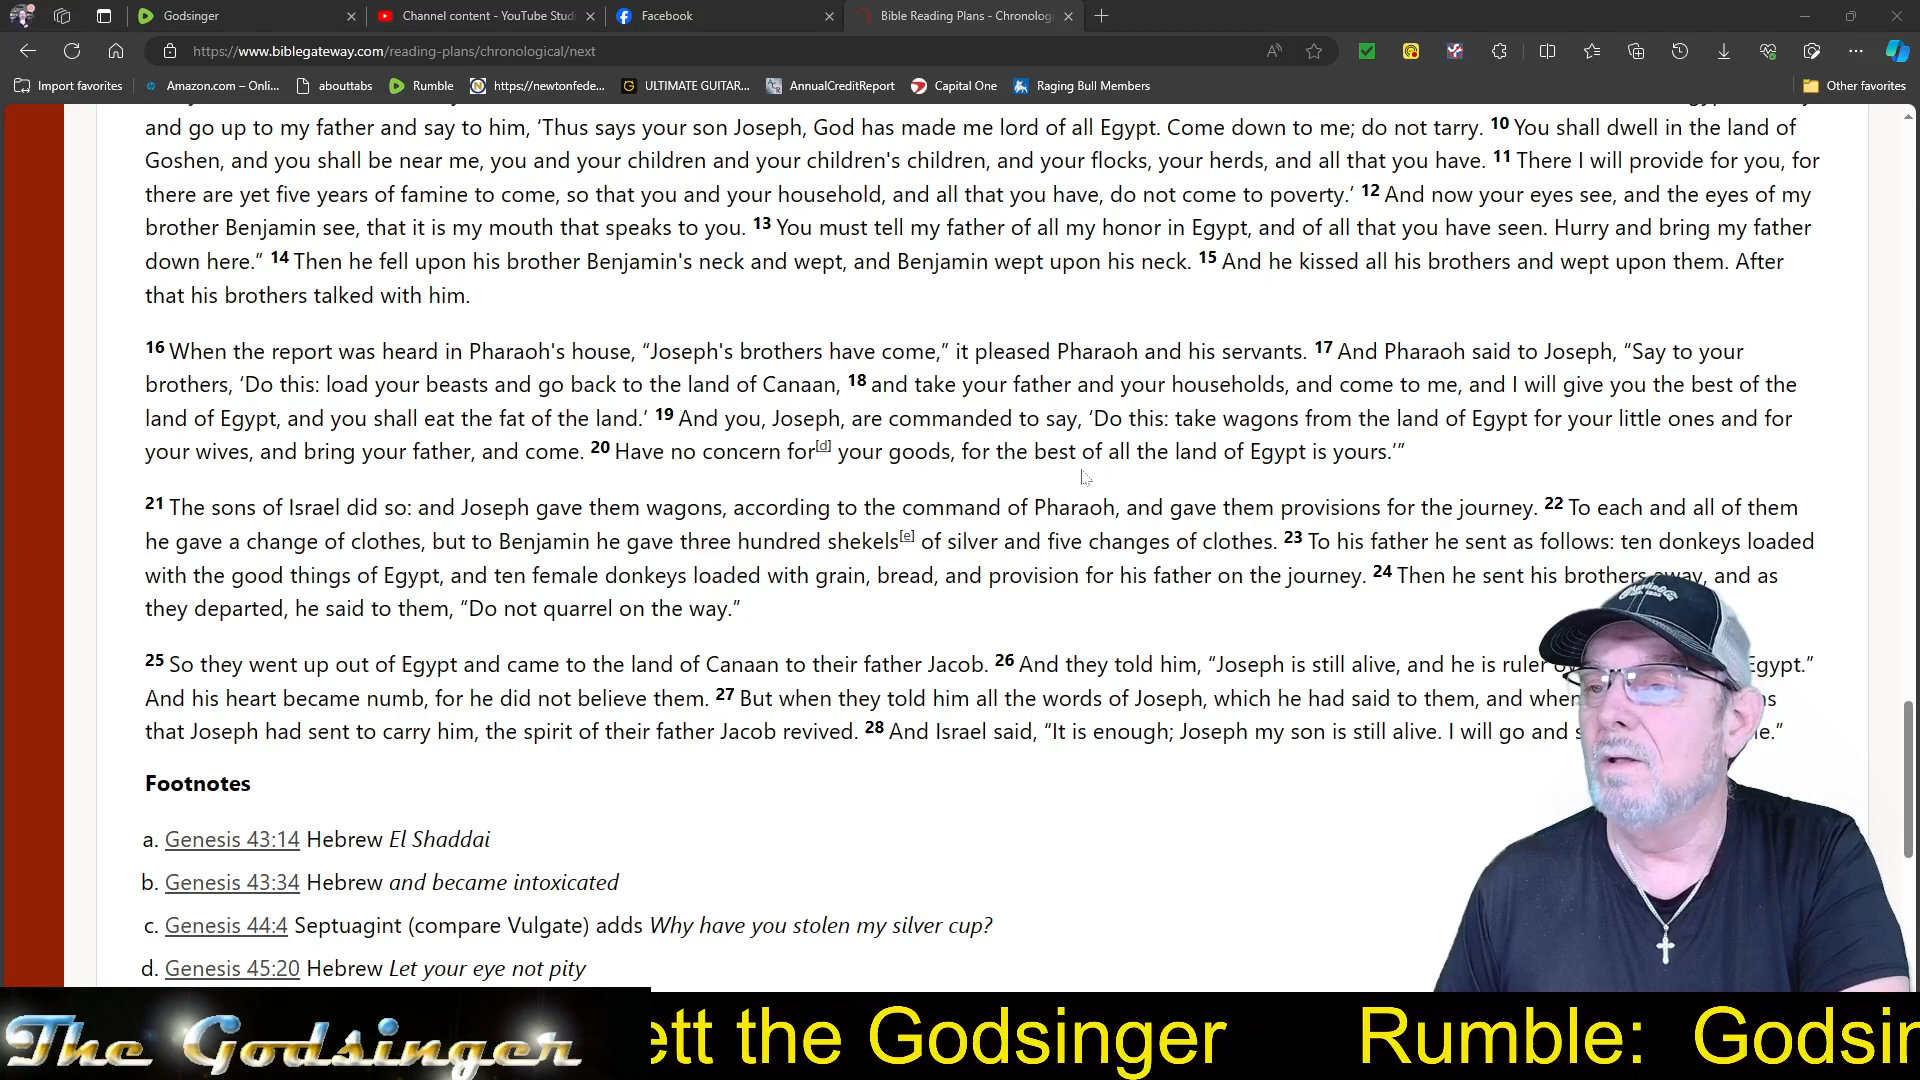 Godsinger
Channel content - YouTube Studi
Facebook
Bible Reading Plans - Chronolog
https://www.biblegateway.com/reading-plans/chronological/next
Import favorites
Amazon.com – Onli...
abouttabs
Rumble
https://newtonfede...
ULTIMATE GUITAR...
AnnualCreditReport
Capital One
Raging Bull Members
Other favorites
and go up to my father and say to him, ‘Thus says your son Joseph, God has made me lord of all Egypt. Come down to me; do not tarry. 10 You shall dwell in the land of
Goshen, and you shall be near me, you and your children and your children's children, and your flocks, your herds, and all that you have. 11 There I will provide for you, for
there are yet five years of famine to come, so that you and your household, and all that you have, do not come to poverty.’ 12 And now your eyes see, and the eyes of my
brother Benjamin see, that it is my mouth that speaks to you. 13 You must tell my father of all my honor in Egypt, and of all that you have seen. Hurry and bring my father
down here.” 14 Then he fell upon his brother Benjamin's neck and wept, and Benjamin wept upon his neck. 15 And he kissed all his brothers and wept upon them. After
that his brothers talked with him.
16 When the report was heard in Pharaoh's house, “Joseph's brothers have come,” it pleased Pharaoh and his servants. 17 And Pharaoh said to Joseph, “Say to your
brothers, ‘Do this: load your beasts and go back to the land of Canaan, 18 and take your father and your households, and come to me, and I will give you the best of the
land of Egypt, and you shall eat the fat of the land.’ 19 And you, Joseph, are commanded to say, ‘Do this: take wagons from the land of Egypt for your little ones and for
your wives, and bring your father, and come. 20 Have no concern for[d] your goods, for the best of all the land of Egypt is yours.’”
21 The sons of Israel did so: and Joseph gave them wagons, according to the command of Pharaoh, and gave them provisions for the journey. 22 To each and all of them
he gave a change of clothes, but to Benjamin he gave three hundred shekels[e] of silver and five changes of clothes. 23 To his father he sent as follows: ten donkeys loaded
with the good things of Egypt, and ten female donkeys loaded with grain, bread, and provision for his father on the journey. 24 Then he sent his brothers away, and as
they departed, he said to them, “Do not quarrel on the way.”
25 So they went up out of Egypt and came to the land of Canaan to their father Jacob. 26 And they told him, “Joseph is still alive, and he is ruler Egypt.”
And his heart became numb, for he did not believe them. 27 But when they told him all the words of Joseph, which he had said to them, and when
that Joseph had sent to carry him, the spirit of their father Jacob revived. 28 And Israel said, “It is enough; Joseph my son is still alive. I will go and
Footnotes
a. Genesis 43:14 Hebrew El Shaddai
b. Genesis 43:34 Hebrew and became intoxicated
c. Genesis 44:4 Septuagint (compare Vulgate) adds Why have you stolen my silver cup?
d. Genesis 45:20 Hebrew Let your eye not pity
The Godsinger
ett the Godsinger Rumble: Godsin